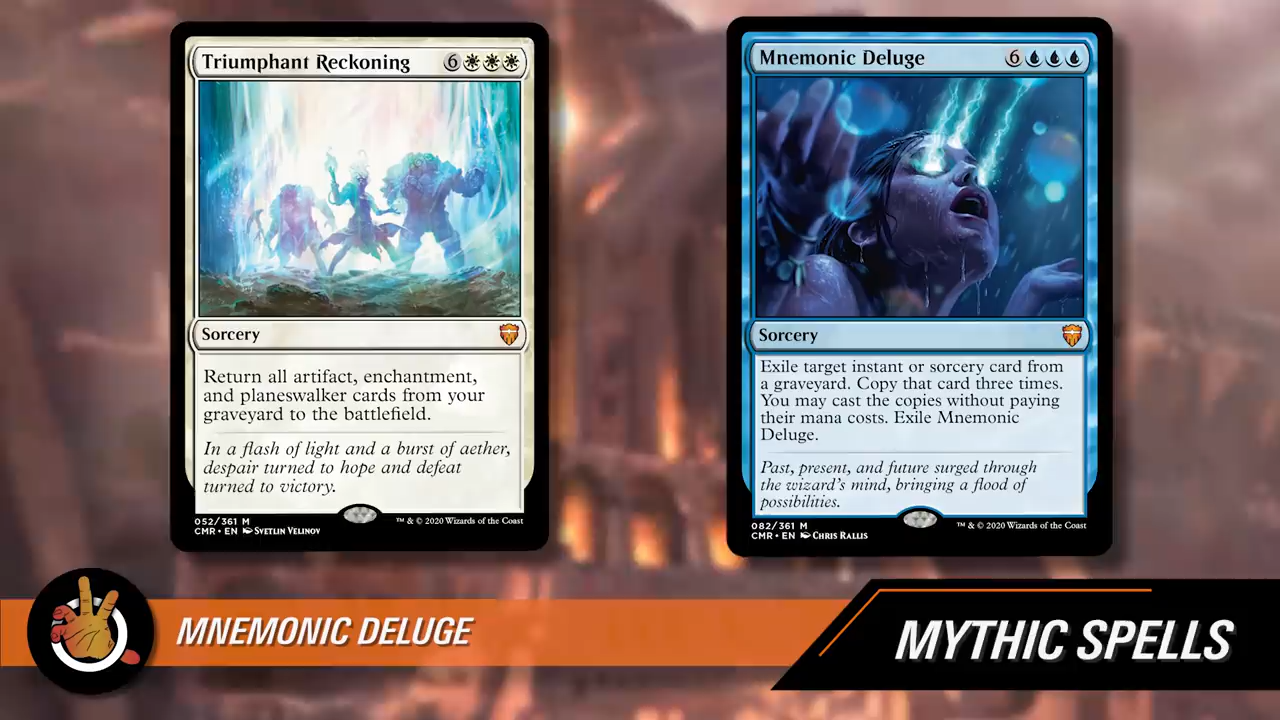 Triumphant Reckoning 6
Sorcery
Return all artifact, enchantment,
and planeswalker cards from your
graveyard to the battlefield.
In a flash of light and a burst of aether,
despair turned to hope and defeat
turned to victory.
052/361 M
CMR • EN Svetlin Velinov
™ & © 2020 Wizards of the Coast
Mnemonic Deluge 6
Sorcery
Exile target instant or sorcery card from
a graveyard. Copy that card three times.
You may cast the copies without paying
their mana costs. Exile Mnemonic
Deluge.
Past, present, and future surged through
the wizard's mind, bringing a flood of
possibilities.
082/361 M
CMR • EN Chris Rallis
™ & © 2020 Wizards of the Coast
MNEMONIC DELUGE
MYTHIC SPELLS